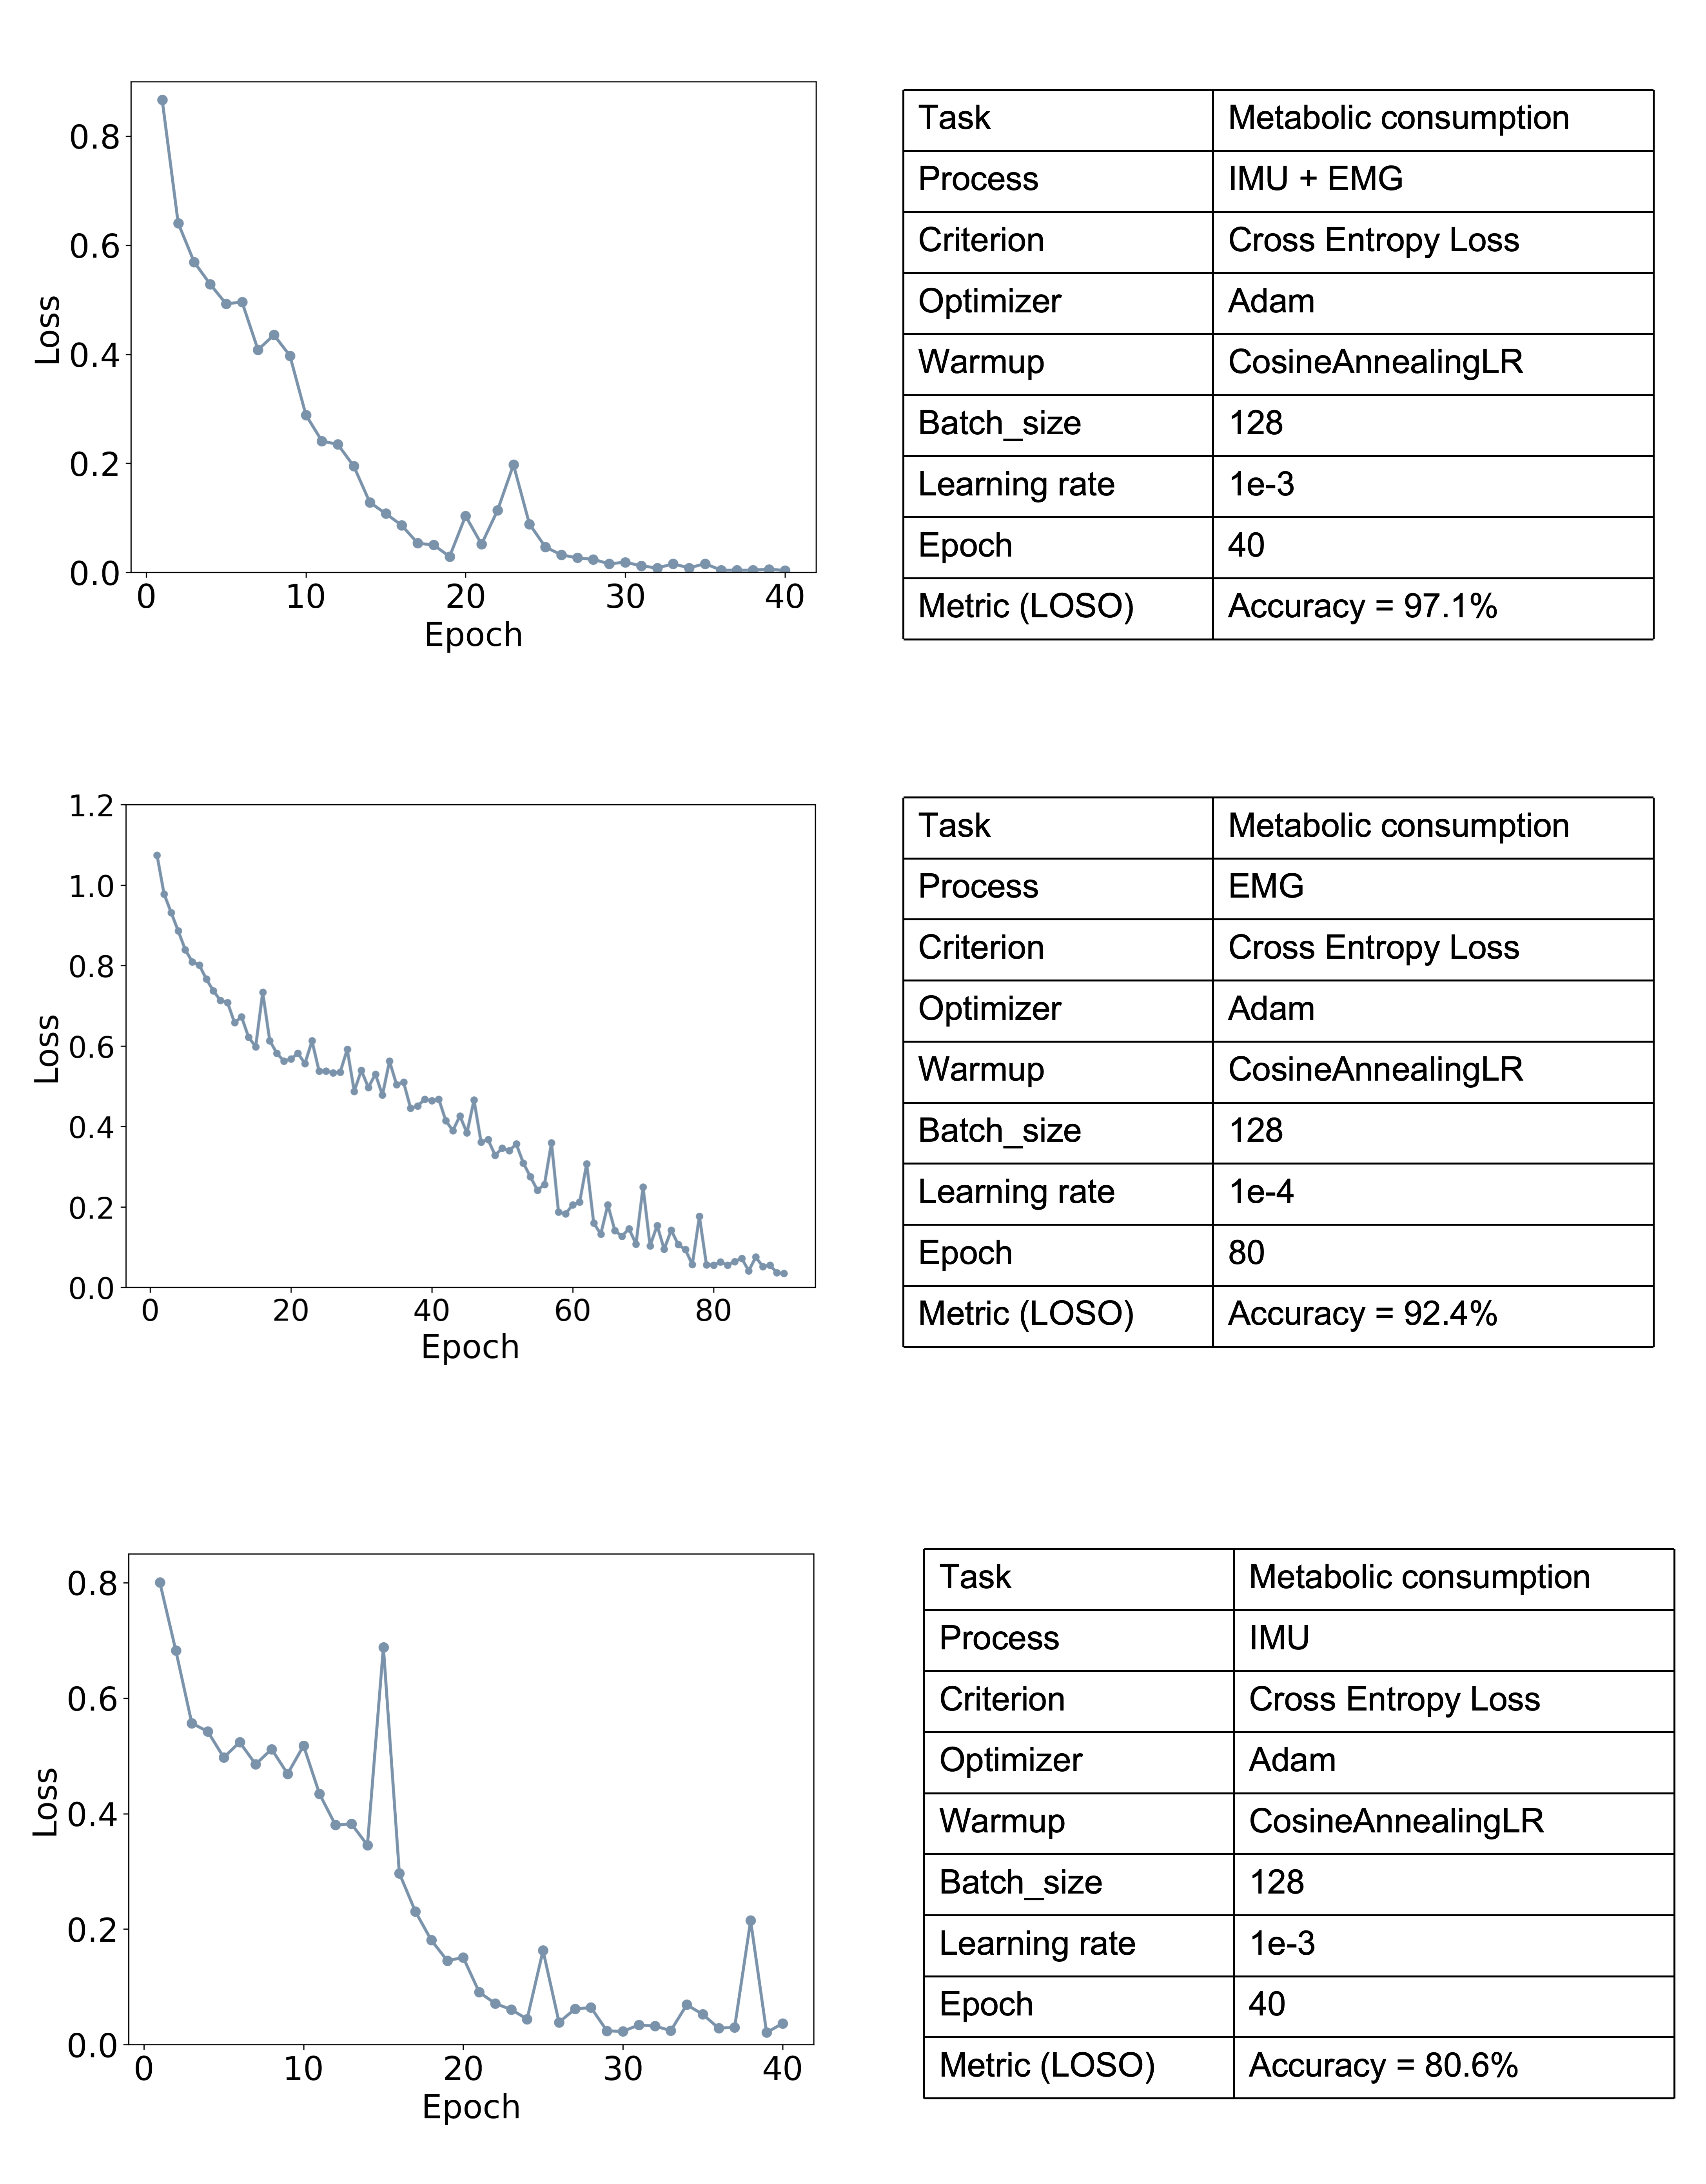 0.8
0.6
0.4
0.2
0.0
Loss
0 10 20 30 40
Epoch
Task Metabolic consumption
Process IMU + EMG
Criterion Cross Entropy Loss
Optimizer Adam
Warmup CosineAnnealingLR
Batch_size 128
Learning rate 1e-3
Epoch 40
Metric (LOSO) Accuracy = 97.1%
1.2
1.0
0.8
0.6
0.4
0.2
0.0
Loss
0 20 40 60 80
Epoch
Task Metabolic consumption
Process EMG
Criterion Cross Entropy Loss
Optimizer Adam
Warmup CosineAnnealingLR
Batch_size 128
Learning rate 1e-4
Epoch 80
Metric (LOSO) Accuracy = 92.4%
0.8
0.6
0.4
0.2
0.0
Loss
0 10 20 30 40
Epoch
Task Metabolic consumption
Process IMU
Criterion Cross Entropy Loss
Optimizer Adam
Warmup CosineAnnealingLR
Batch_size 128
Learning rate 1e-3
Epoch 40
Metric (LOSO) Accuracy = 80.6%